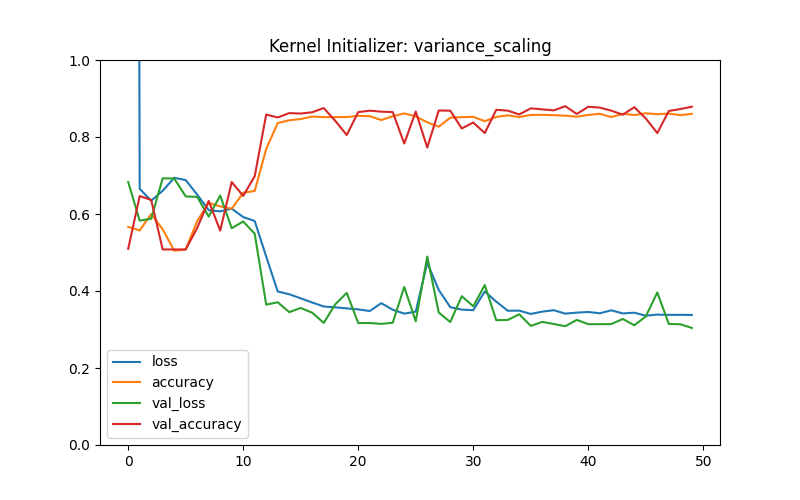 Kernel Initializer: variance_scaling
1.0
0.8
0.6
0.4
0.2
0.0
loss
accuracy
val_loss
val_accuracy
0 10 20 30 40 50